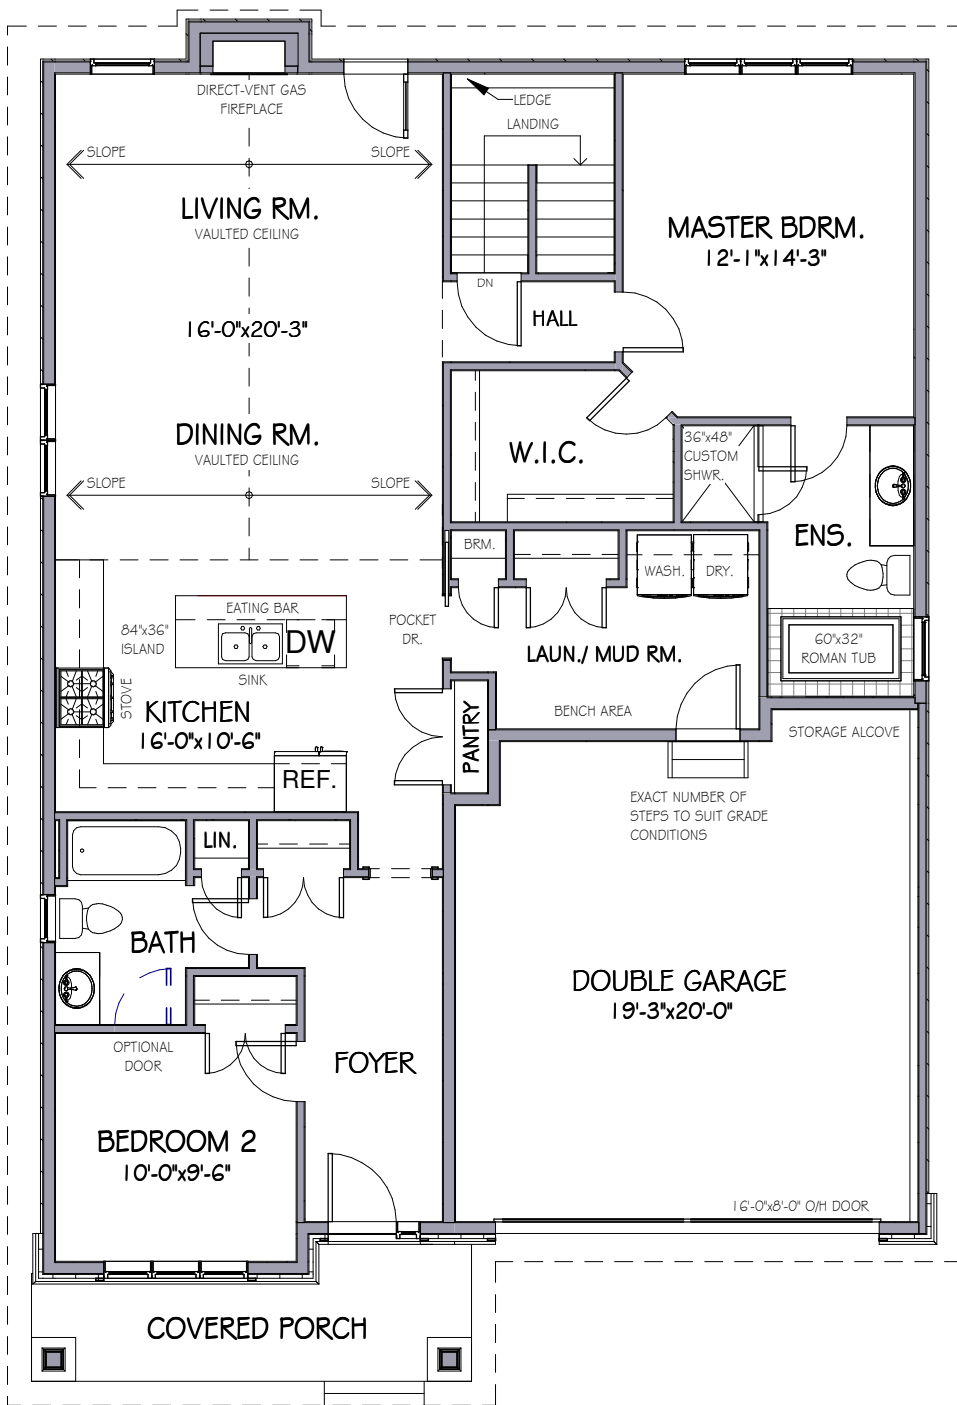 DIRECT-VENT GAS
FIREPLACE
LEDGE
LANDING
SLOPE
SLOPE
LIVING RM.
VAULTED CEILING
MASTER BDRM.
12'-1"x14'-3"
DN
HALL
16'-0"x20'-3"
DINING RM.
VAULTED CEILING
SLOPE
SLOPE
W.I.C.
36"x48"
CUSTOM
SHWR.
ENS.
BRM.
WASH.
DRY.
EATING BAR
DW
84"x36"
ISLAND
SINK
POCKET
DR.
LAUN./ MUD RM.
60"x32"
ROMAN TUB
STOVE
KITCHEN
16'-0"x10'-6"
PANTRY
BENCH AREA
STORAGE ALCOVE
REF.
EXACT NUMBER OF
STEPS TO SUIT GRADE
CONDITIONS
LIN.
BATH
DOUBLE GARAGE
19'-3"x20'-0"
OPTIONAL
DOOR
FOYER
BEDROOM 2
10'-0"x9'-6"
16'-0"x8'-0" O/H DOOR
COVERED PORCH